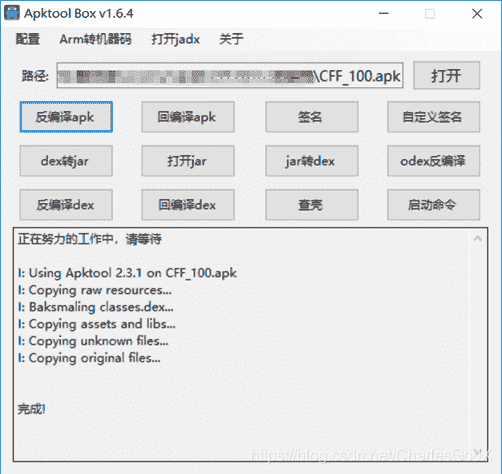 Apktool Box v1.6.4
配置 Arm转机器码 打开jadx 关于
路径: \CFF_100.apk 打开
反编译apk 回编译apk 签名 自定义签名
dex转jar 打开jar jar转dex odex反编译
反编译dex 回编译dex 查壳 启动命令
正在努力的工作中，请等待
I: Using Apktool 2.3.1 on CFF_100.apk
I: Copying raw resources...
I: Baksmaling classes.dex...
I: Copying assets and libs...
I: Copying unknown files...
I: Copying original files...
完成!